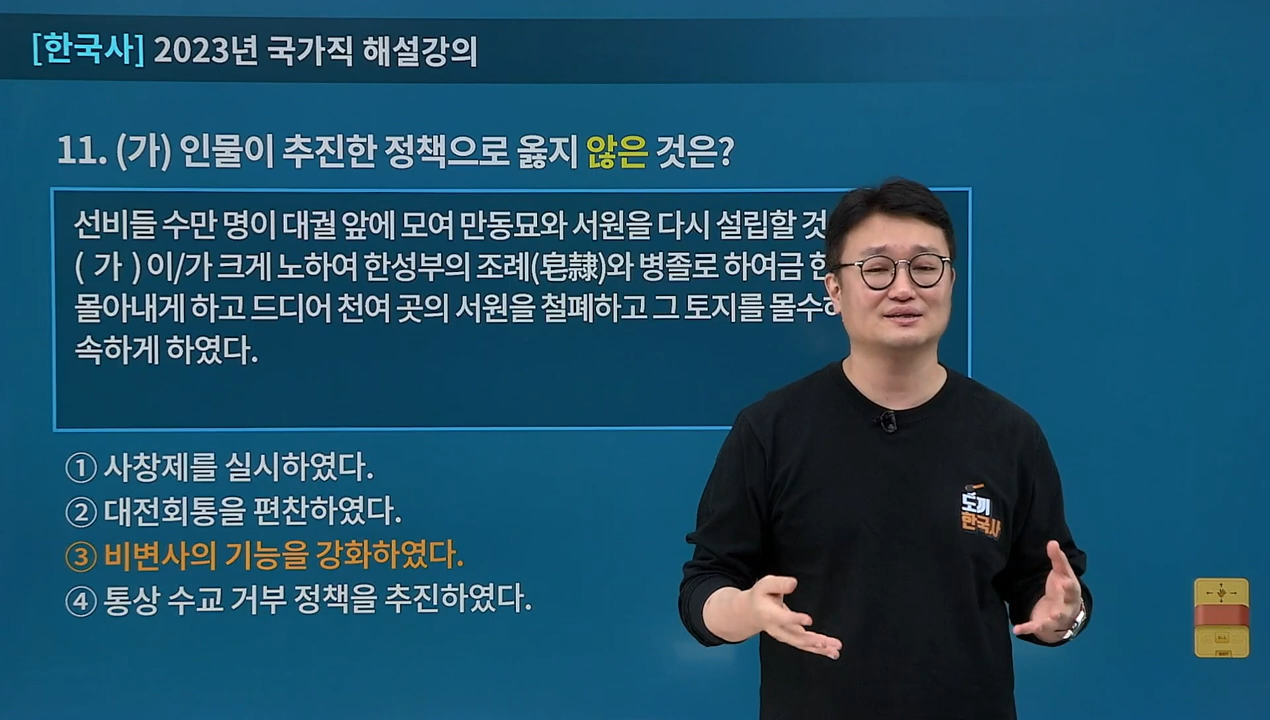 [한국사] 2023년 국가직 해설강의
11. (가) 인물이 추진한 정책으로 옳지 않은 것은?
선비들 수만 명이 대궐 앞에 모여 만동묘와 서원을 다시 설립할 것
( 가 ) 이/가 크게 노하여 한성부의 조례(皂隷)와 병졸로 하여금
몰아내게 하고 드디어 천여 곳의 서원을 철폐하고 그 토지를 몰수
속하게 하였다.
① 사창제를 실시하였다.
② 대전회통을 편찬하였다.
③ 비변사의 기능을 강화하였다.
④ 통상 수교 거부 정책을 추진하였다.
도끼
한국사